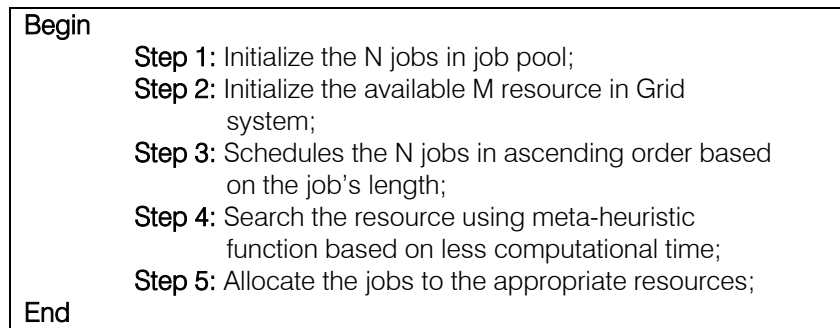 Begin
Step 1: Initialize the N jobs in job pool;
Step 2: Initialize the available M resource in Grid
system;
Step 3: Schedules the N jobs in ascending order based
on the job's length;
Step 4: Search the resource using meta-heuristic
function based on less computational time;
Step 5: Allocate the jobs to the appropriate resources;
End